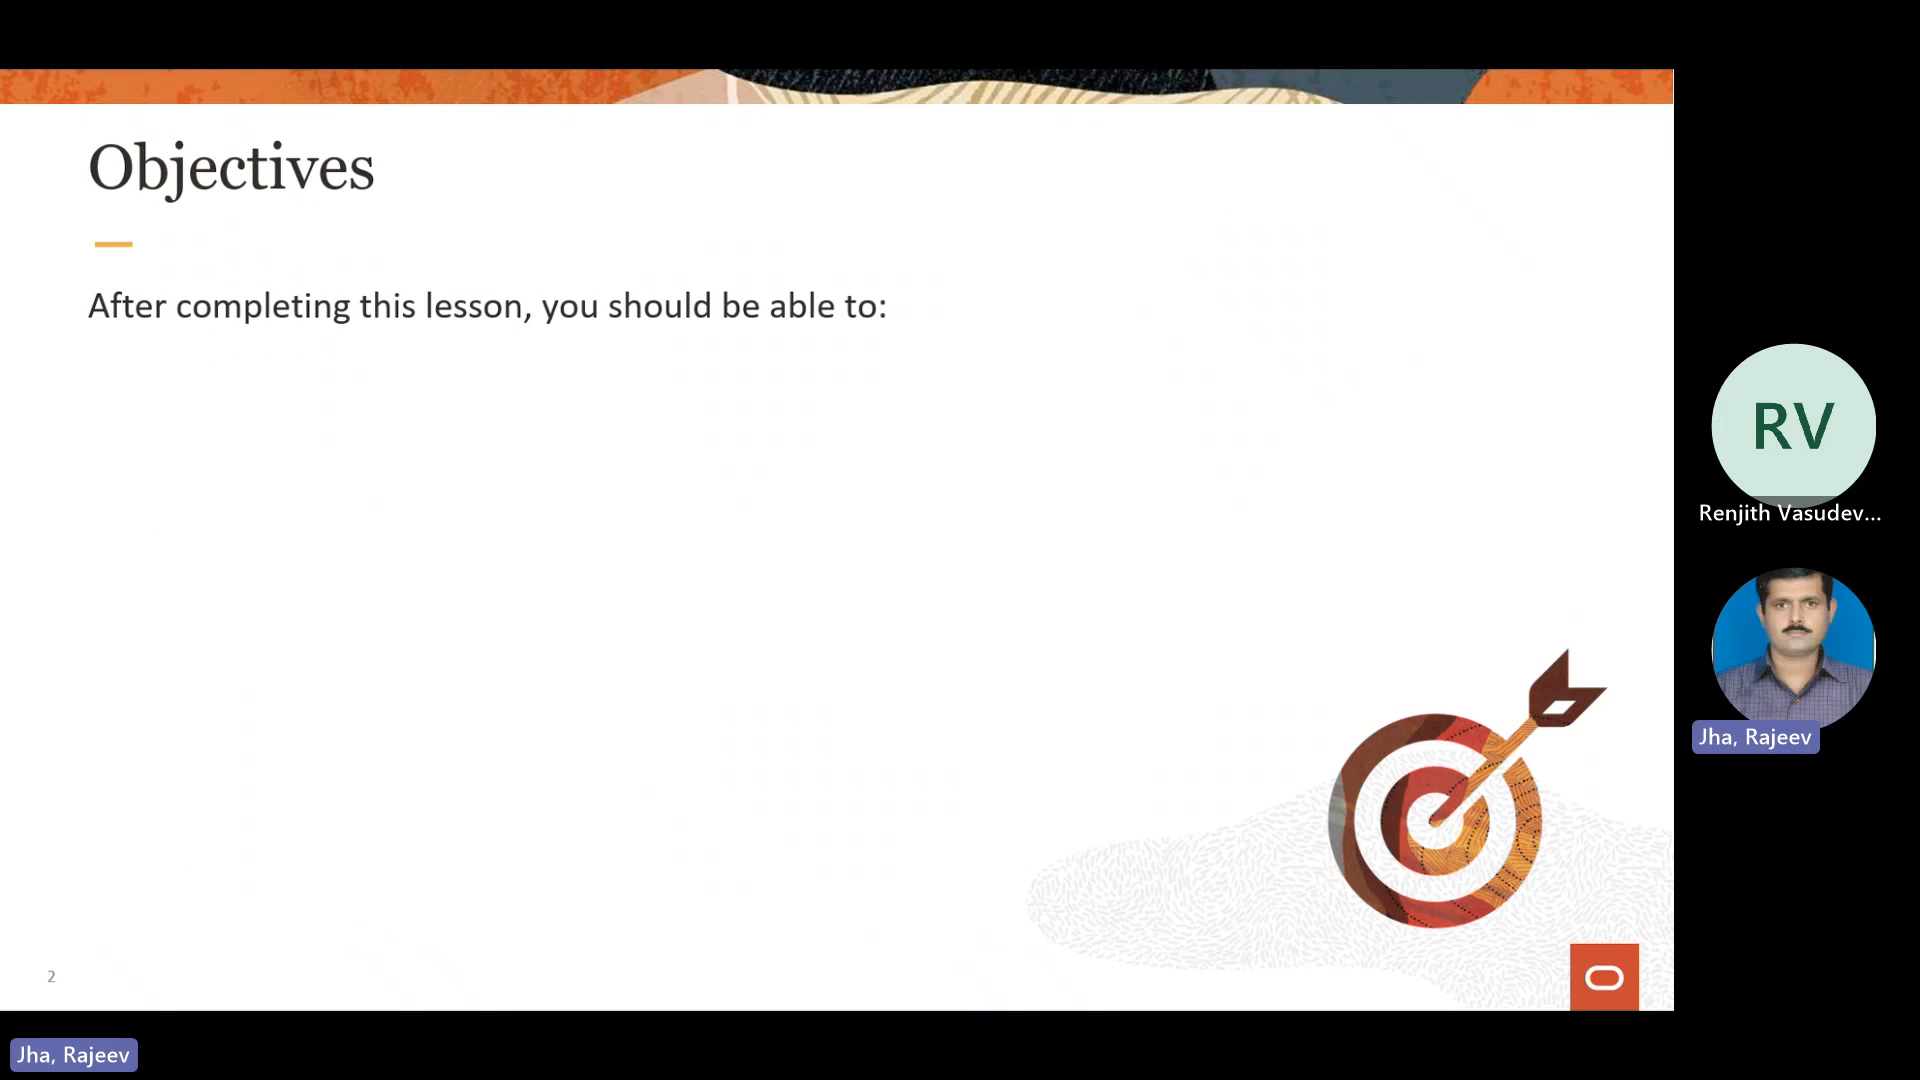 Objectives
After completing this lesson, you should be able to:
RV
Renjith Vasudev...
Jha, Rajeev
2
Jha, Rajeev